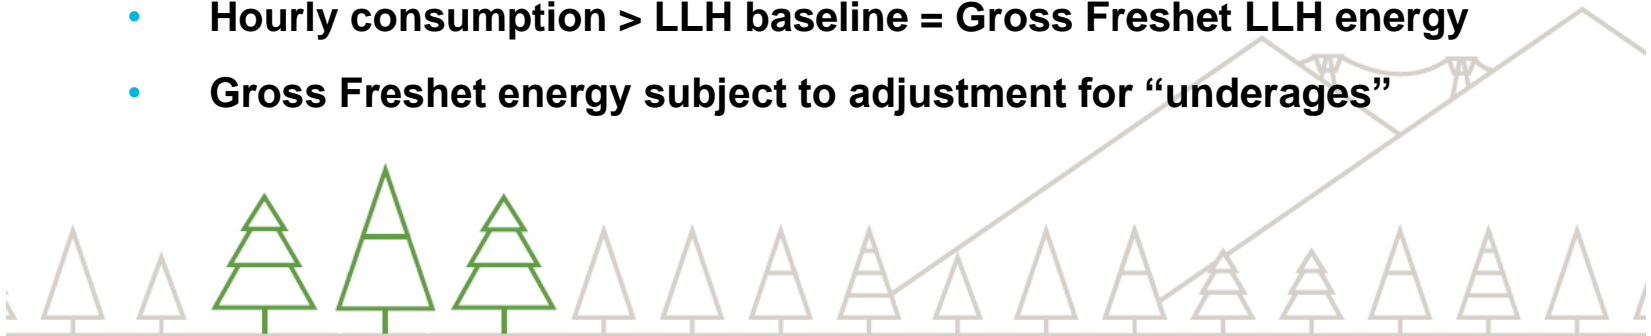 • Hourly consumption > LLH baseline = Gross Freshet LLH energy
• Gross Freshet energy subject to adjustment for “underages”